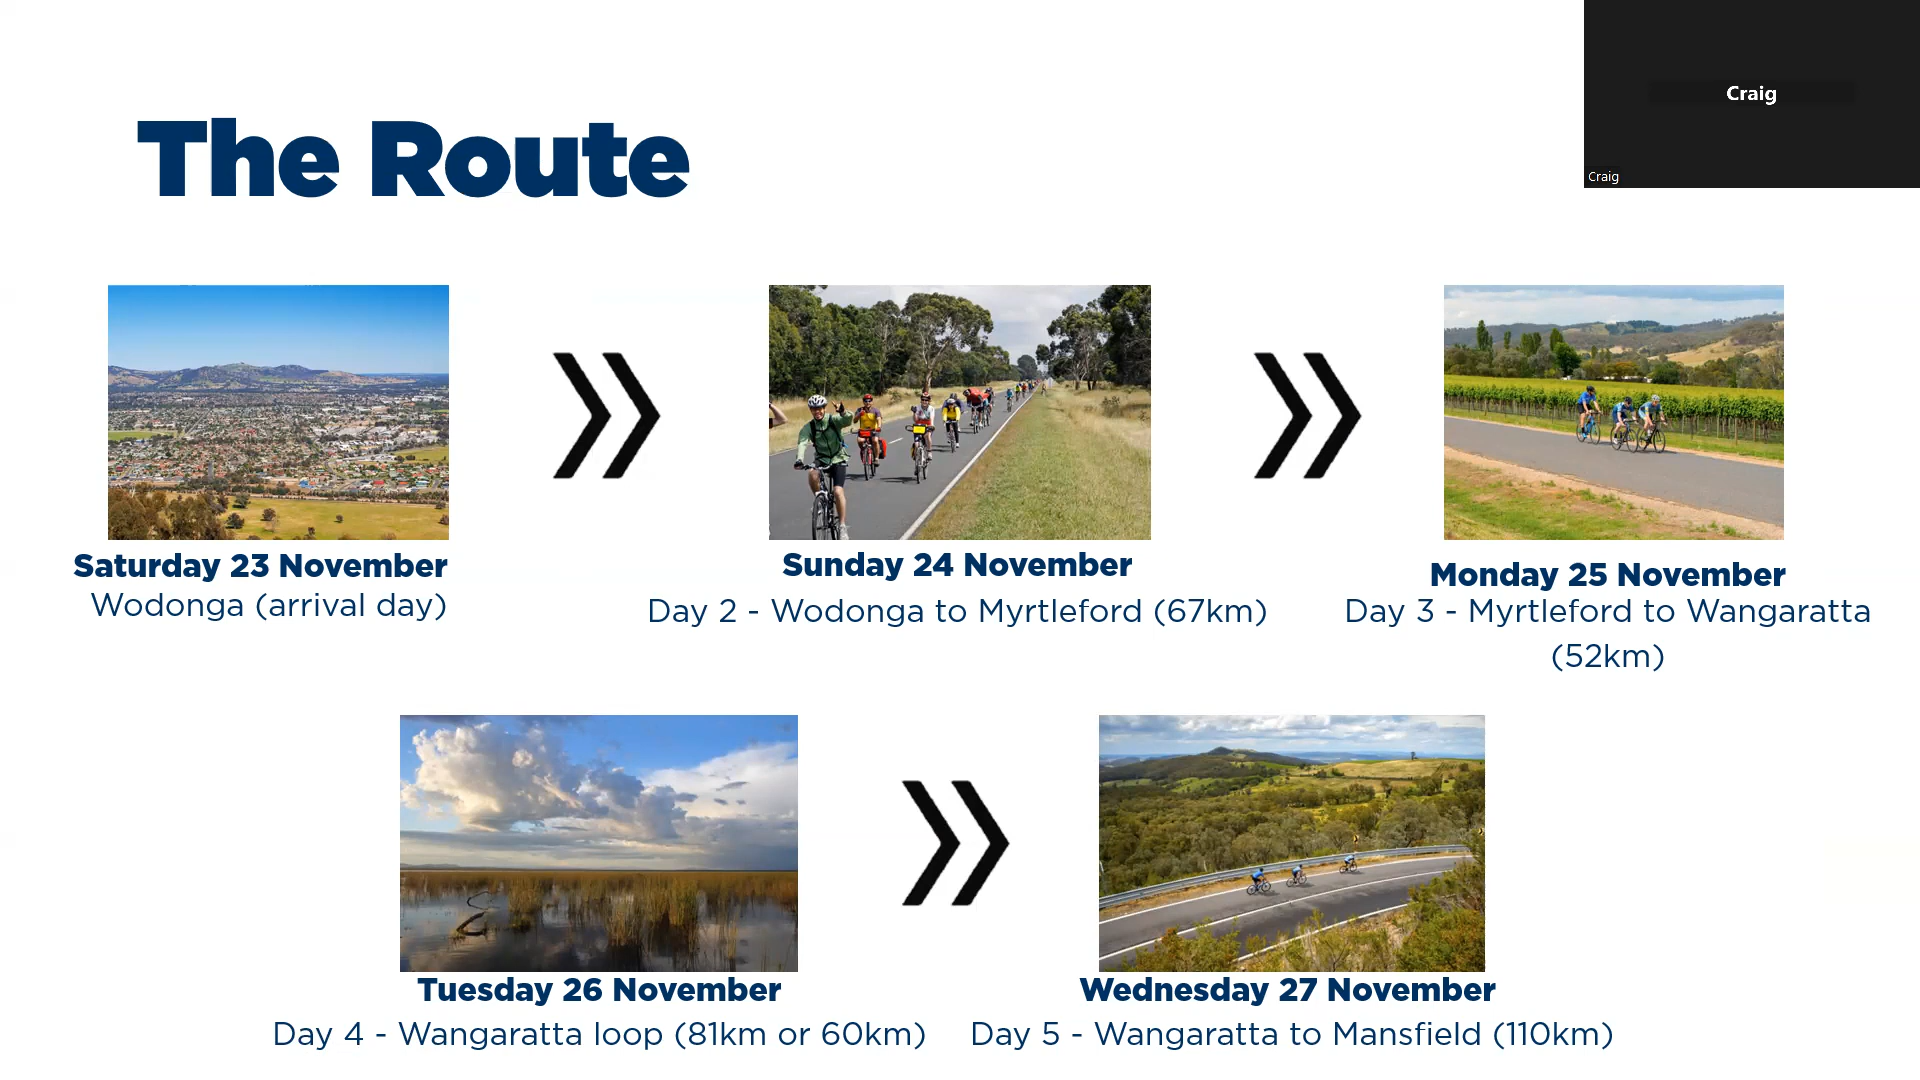 Craig
Craig
The Route
Saturday 23 November
Wodonga (arrival day)
Sunday 24 November
Day 2 - Wodonga to Myrtleford (67km)
Monday 25 November
Day 3 - Myrtleford to Wangaratta
(52km)
Tuesday 26 November
Day 4 - Wangaratta loop (81km or 60km)
Wednesday 27 November
Day 5 - Wangaratta to Mansfield (110km)